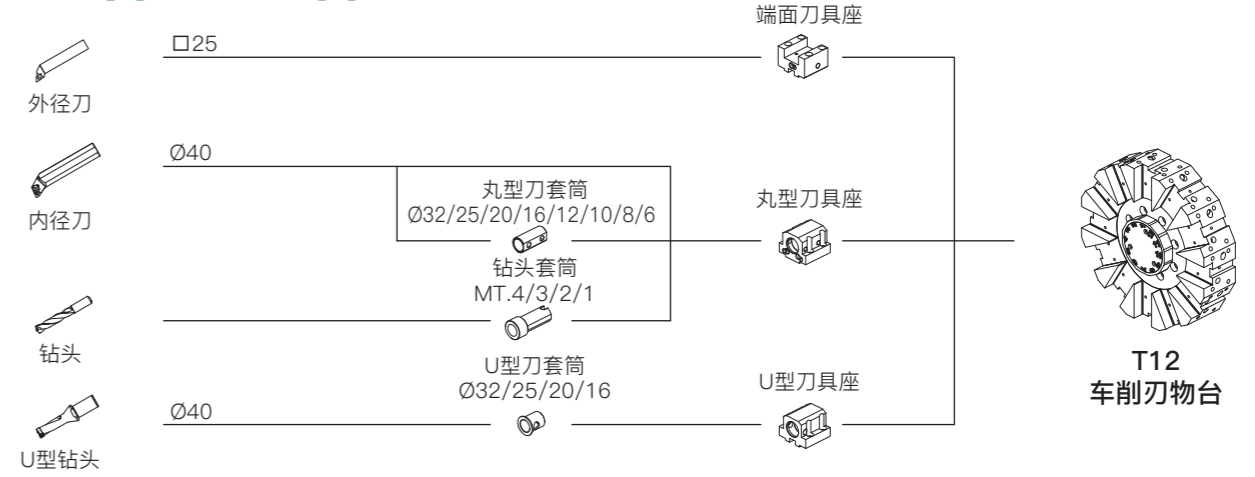 端面刀具座
□25
外径刀
Ø40
内径刀
丸型刀套筒
Ø32/25/20/16/12/10/8/6
丸型刀具座
钻头套筒
MT.4/3/2/1
钻头
U型刀套筒
Ø32/25/20/16
U型刀具座
Ø40
U型钻头
T12
车削刃物台